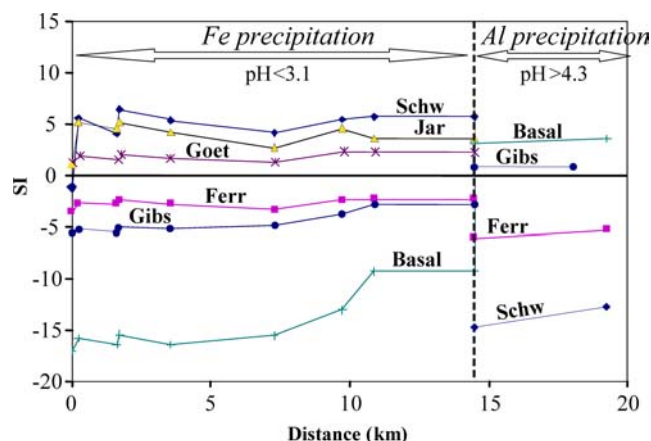 Fe precipitation Al precipitation
pH<3.1 pH>4.3
15
10
5
0
-5
-10
-15
-20
SI
Schw
Jar
Goet
Basal
Gibs
Ferr
Gibs
Basal
Ferr
Schw
0 5 10 15 20
Distance (km)